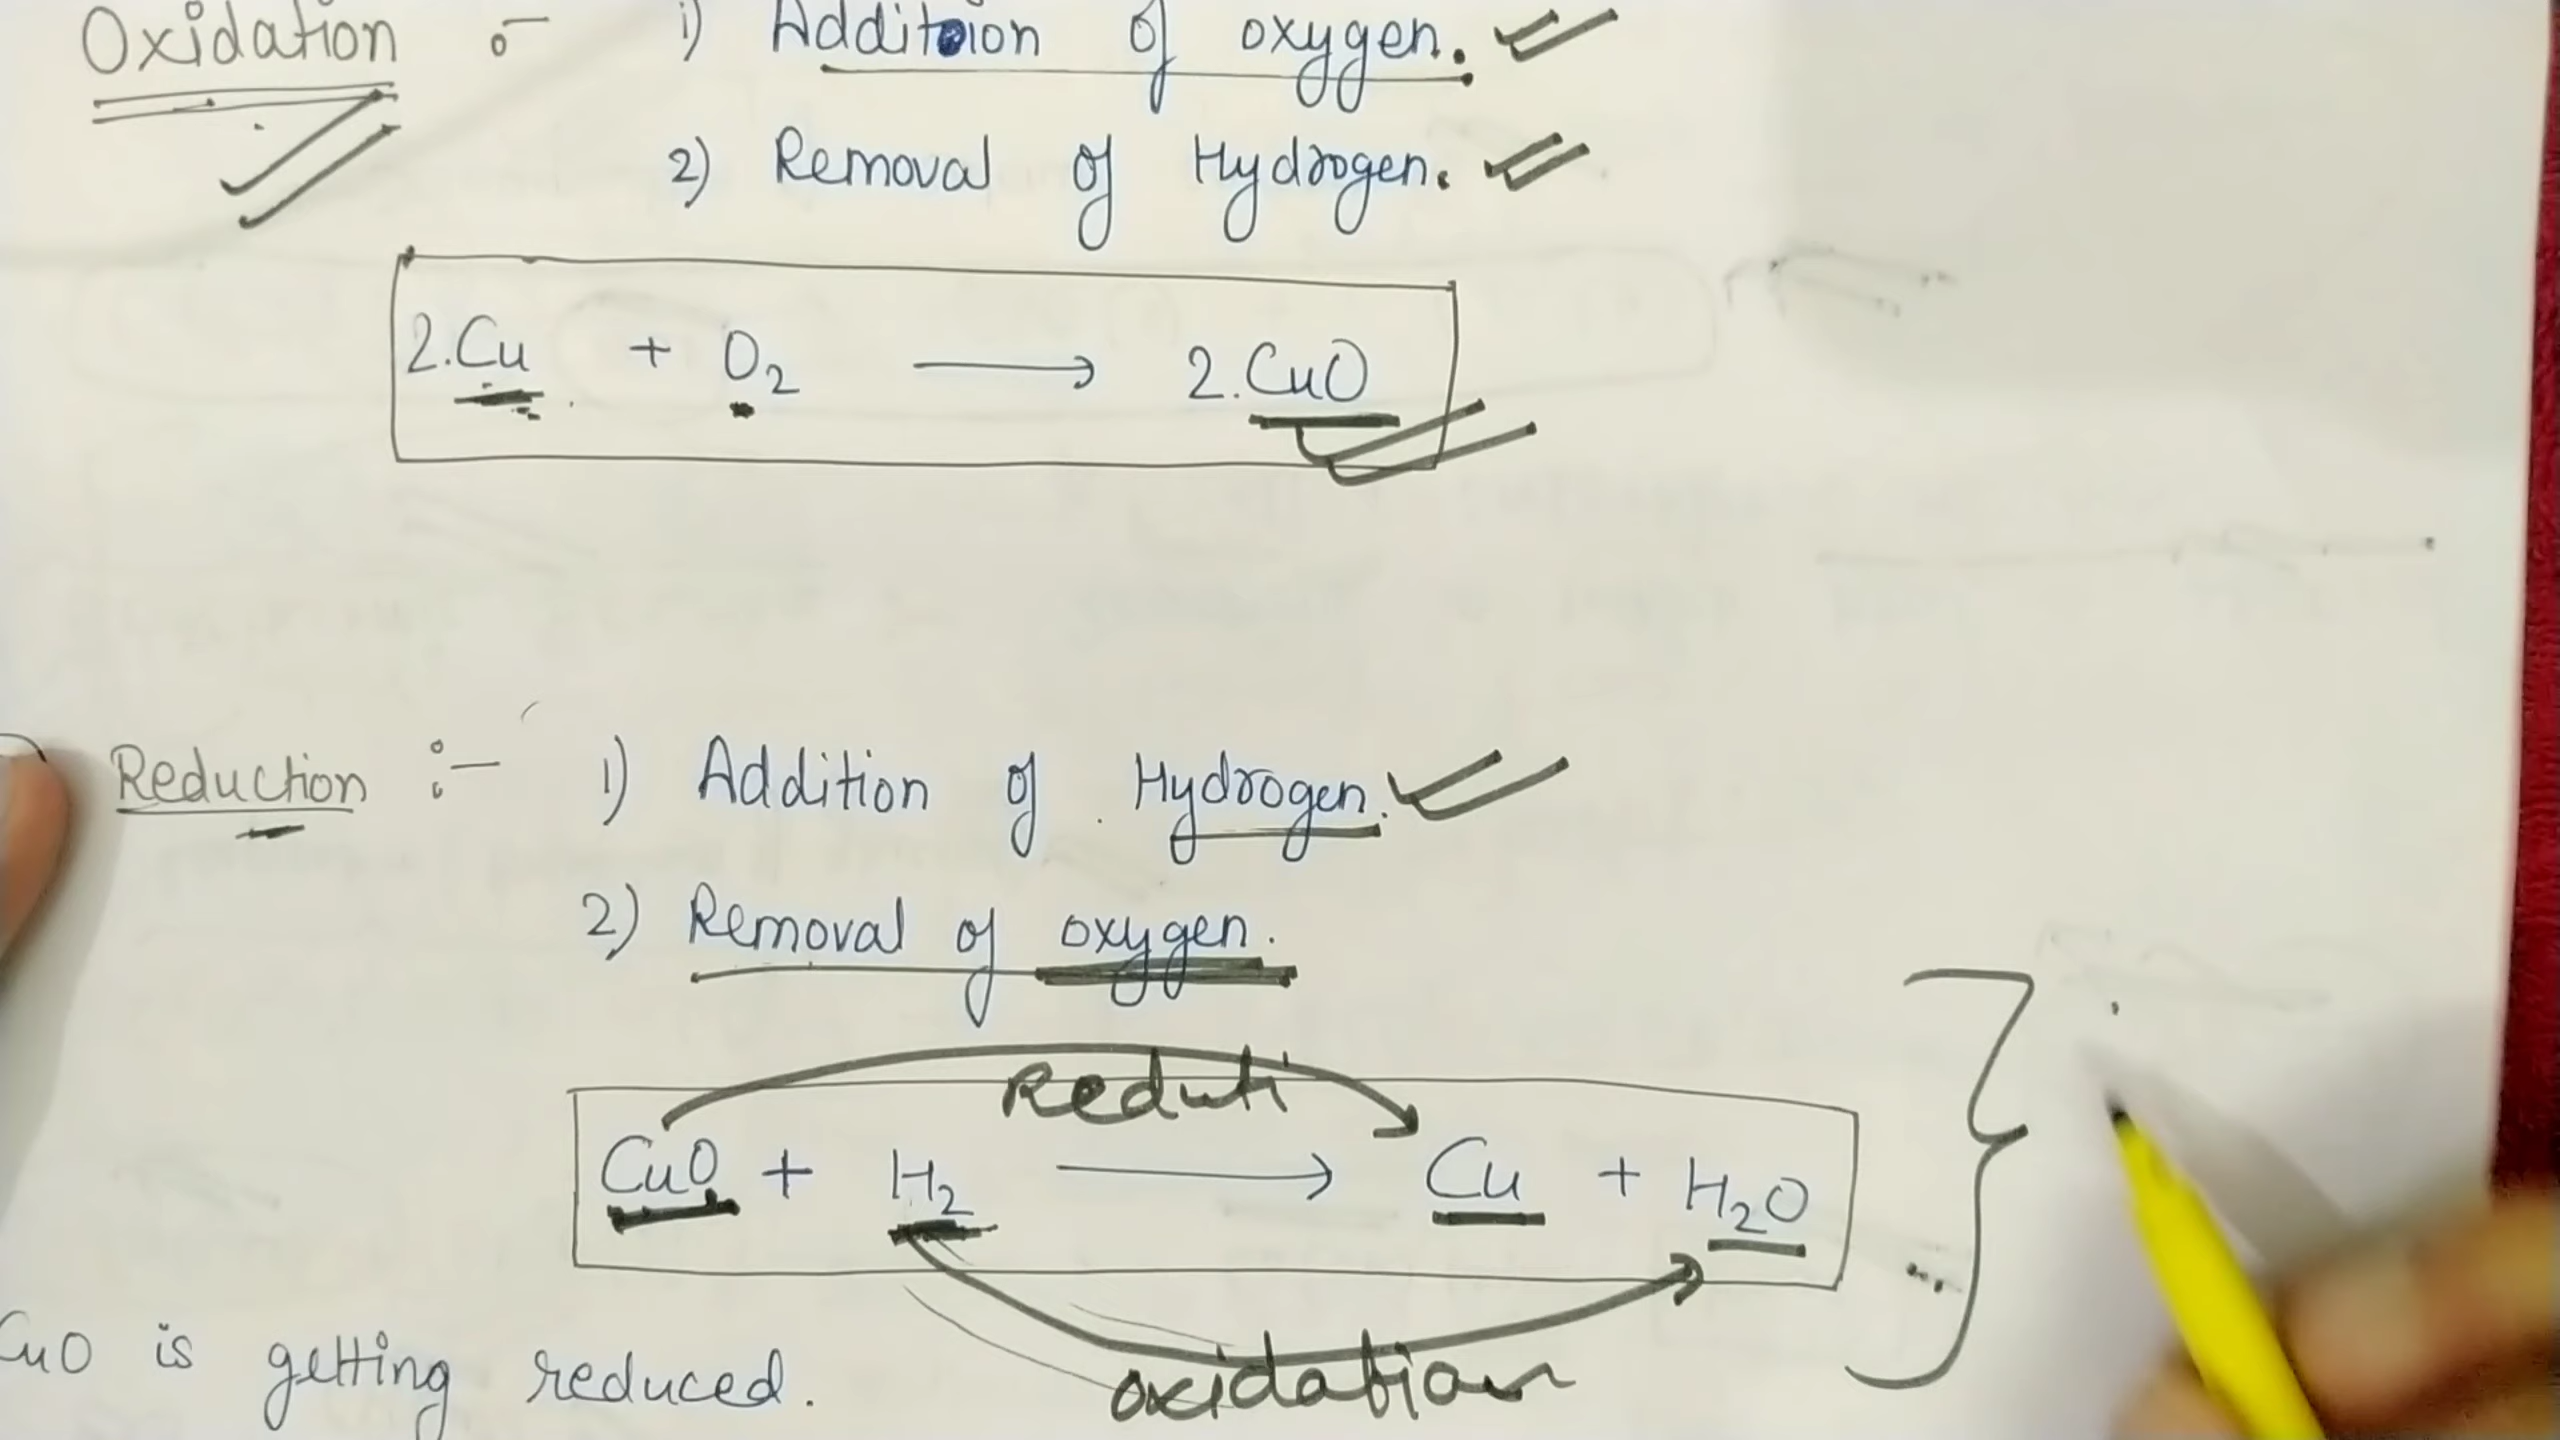 Oxidation :- 1) Addition of oxygen.
2) Removal of Hydrogen.
2.Cu + O2 → 2.CuO
Reduction :- 1) Addition of Hydrogen.
2) Removal of oxygen.
Reduti
CuO + H2 → Cu + H2O
oxidation
CuO is getting reduced.